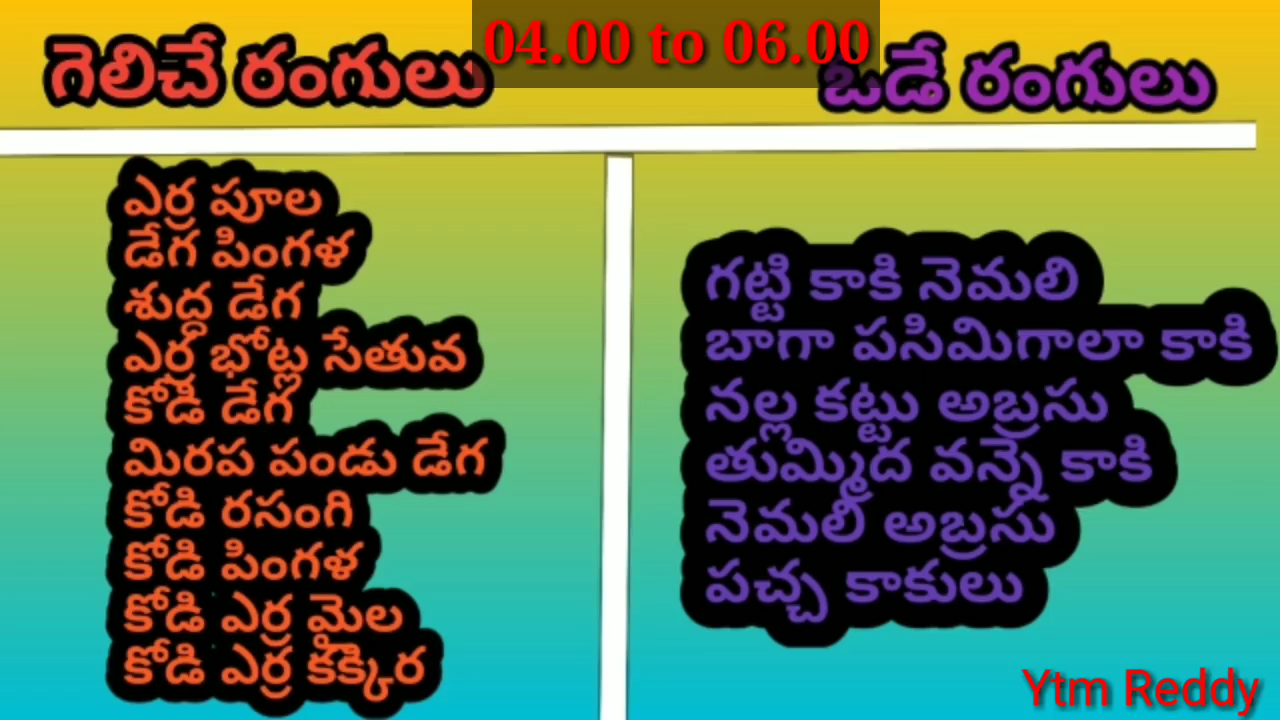 04.00 to 06.00
గెలిచే రంగులు
ఓడే రంగులు
ఎర్ర పూల
డేగ పింగళ
శుద్ధ డేగ
ఎర్ర భోట్ల సేతువ
కోడి డేగ
మిరప పండు డేగ
కోడి రసంగి
కోడి పింగళ
కోడి ఎర్ర మైల
కోడి ఎర్ర కక్కిర
గట్టి కాకి నెమలి
బాగా పసిమిగాలా కాకి
నల్ల కట్టు అబ్రసు
తుమ్మిద వన్నె కాకి
నెమలి అబ్రసు
పచ్చ కాకులు
Ytm Reddy